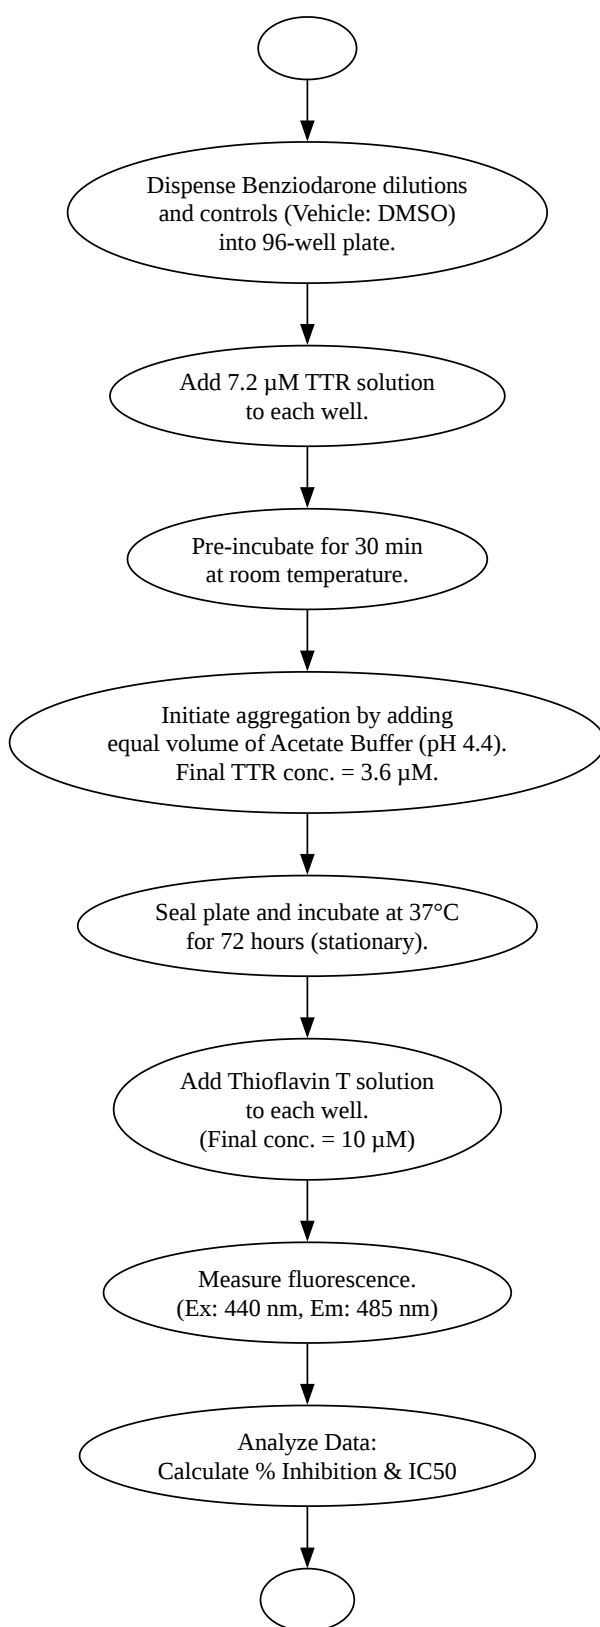 Dispense Benziodarone dilutions
and controls (Vehicle: DMSO)
into 96-well plate.
Add 7.2 µM TTR solution
to each well.
Pre-incubate for 30 min
at room temperature.
Initiate aggregation by adding
equal volume of Acetate Buffer (pH 4.4).
Final TTR conc. = 3.6 µM.
Seal plate and incubate at 37°C
for 72 hours (stationary).
Add Thioflavin T solution
to each well.
(Final conc. = 10 µM)
Measure fluorescence.
(Ex: 440 nm, Em: 485 nm)
Analyze Data:
Calculate % Inhibition & IC50